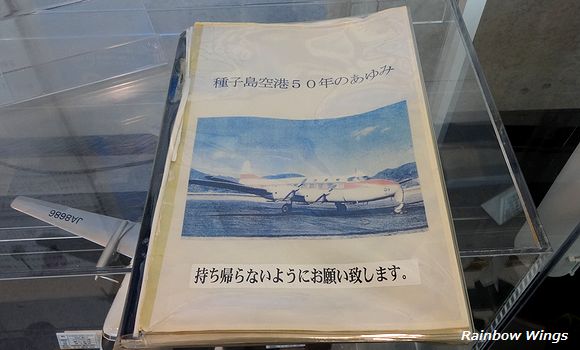 種子島空港50年のあゆみ
持ち帰らないようにお願い致します。
JA8686
Rainbow Wings